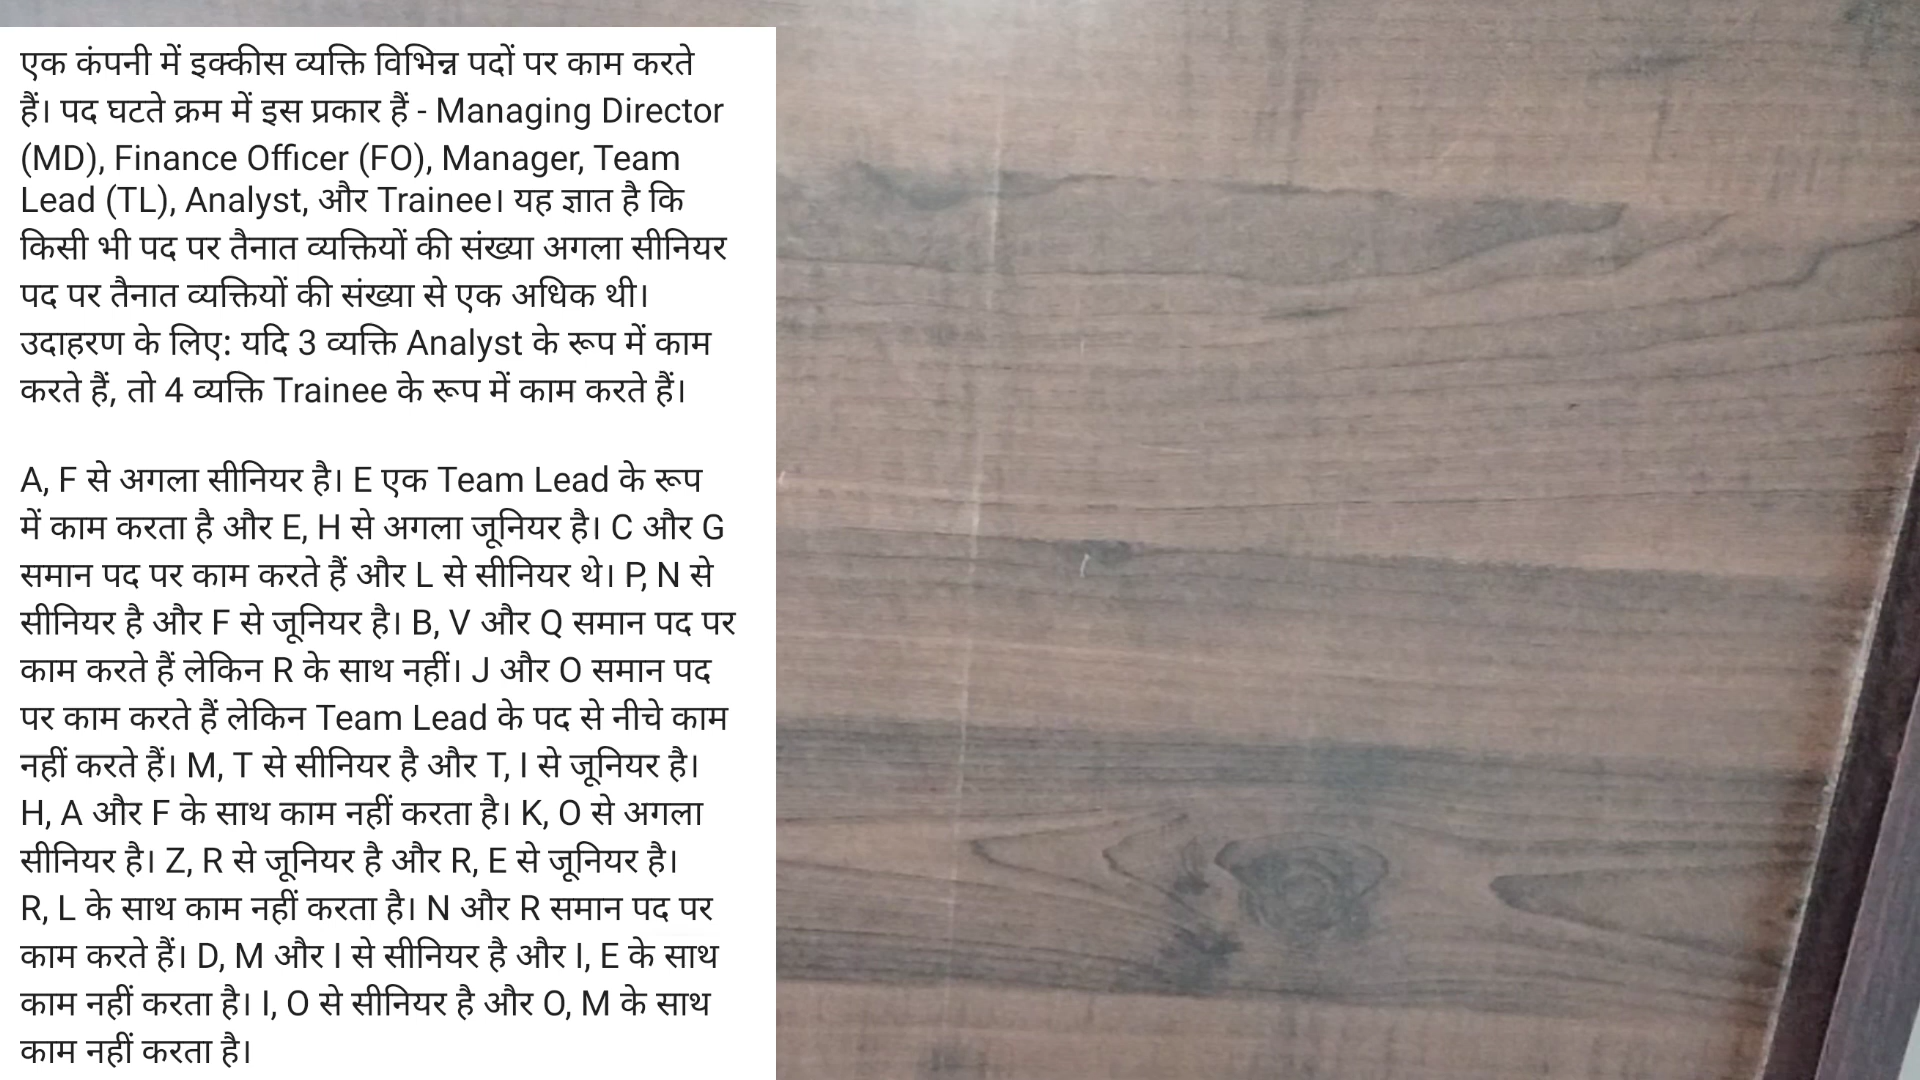 एक कंपनी में इक्कीस व्यक्ति विभिन्न पदों पर काम करते
हैं। पद घटते क्रम में इस प्रकार हैं - Managing Director
(MD), Finance Officer (FO), Manager, Team
Lead (TL), Analyst, और Trainee। यह ज्ञात है कि
किसी भी पद पर तैनात व्यक्तियों की संख्या अगला सीनियर
पद पर तैनात व्यक्तियों की संख्या से एक अधिक थी।
उदाहरण के लिए: यदि 3 व्यक्ति Analyst के रूप में काम
करते हैं, तो 4 व्यक्ति Trainee के रूप में काम करते हैं।
A, F से अगला सीनियर है। E एक Team Lead के रूप
में काम करता है और E, H से अगला जूनियर है। C और G
समान पद पर काम करते हैं और L से सीनियर थे। P, N से
सीनियर है और F से जूनियर है। B, V और Q समान पद पर
काम करते हैं लेकिन R के साथ नहीं। J और O समान पद
पर काम करते हैं लेकिन Team Lead के पद से नीचे काम
नहीं करते हैं। M, T से सीनियर है और T, I से जूनियर है।
H, A और F के साथ काम नहीं करता है। K, O से अगला
सीनियर है। Z, R से जूनियर है और R, E से जूनियर है।
R, L के साथ काम नहीं करता है। N और R समान पद पर
काम करते हैं। D, M और I से सीनियर है और I, E के साथ
काम नहीं करता है। I, O से सीनियर है और O, M के साथ
काम नहीं करता है।